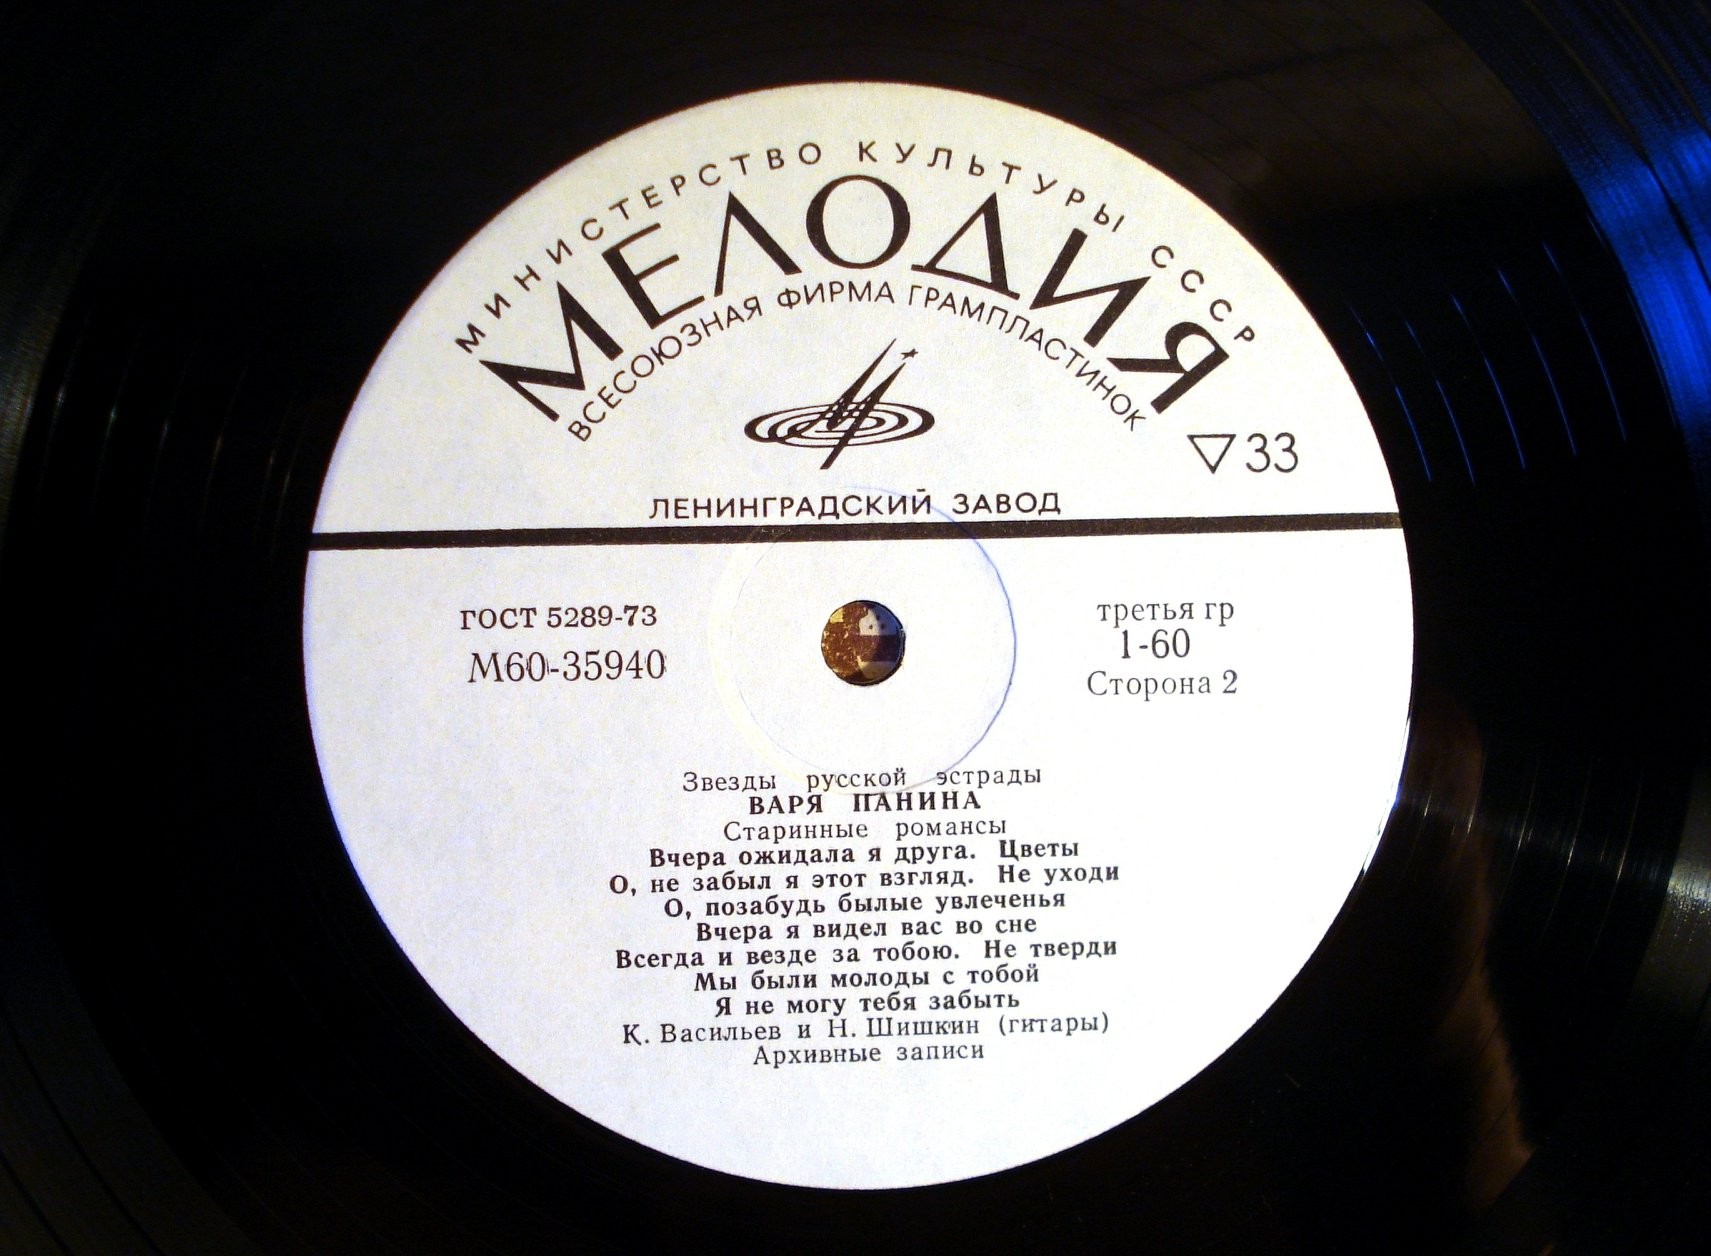 МИНИСТЕРСТВО КУЛЬТУРЫ СССР
МЕЛОДИЯ
ВСЕСОЮЗНАЯ ФИРМА ГРАМПЛАСТИНОК
▽33
ЛЕНИНГРАДСКИЙ ЗАВОД
ГОСТ 5289-73
М60-35940
третья гр
1-60
Сторона 2
Звезды русской эстрады
ВАРЯ ПАНИНА
Старинные романсы
Вчера ожидала я друга. Цветы
О, не забыл я этот взгляд. Не уходи
О, позабудь былые увлеченья
Вчера я видел вас во сне
Всегда и везде за тобою. Не тверди
Мы были молоды с тобой
Я не могу тебя забыть
К. Васильев и Н. Шишкин (гитары)
Архивные записи